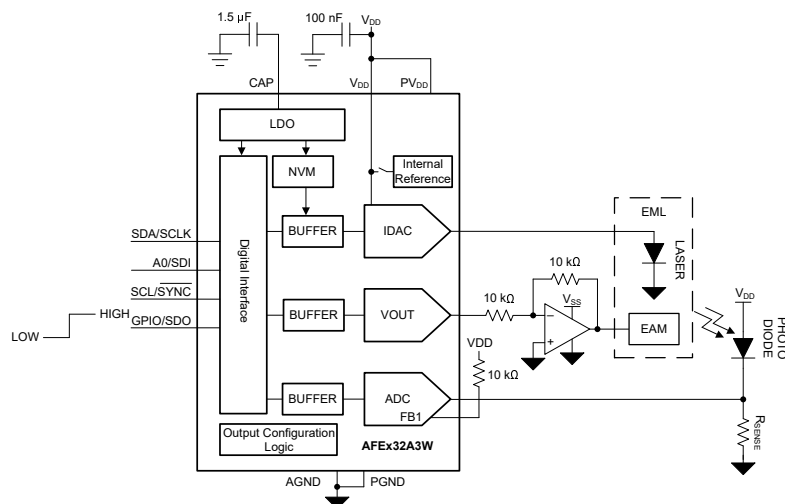 1.5 µF
100 nF
VDD
CAP
VDD
PVDD
LDO
NVM
Internal
Reference
SDA/SCLK
A0/SDI
SCL/SYNC
GPIO/SDO
LOW
HIGH
Digital Interface
BUFFER
IDAC
BUFFER
VOUT
BUFFER
ADC
FB1
Output Configuration
Logic
AFEx32A3W
AGND
PGND
10 kΩ
10 kΩ
VSS
VDD
10 kΩ
EML
LASER
EAM
VDD
PHOTO
DIODE
RSENSE